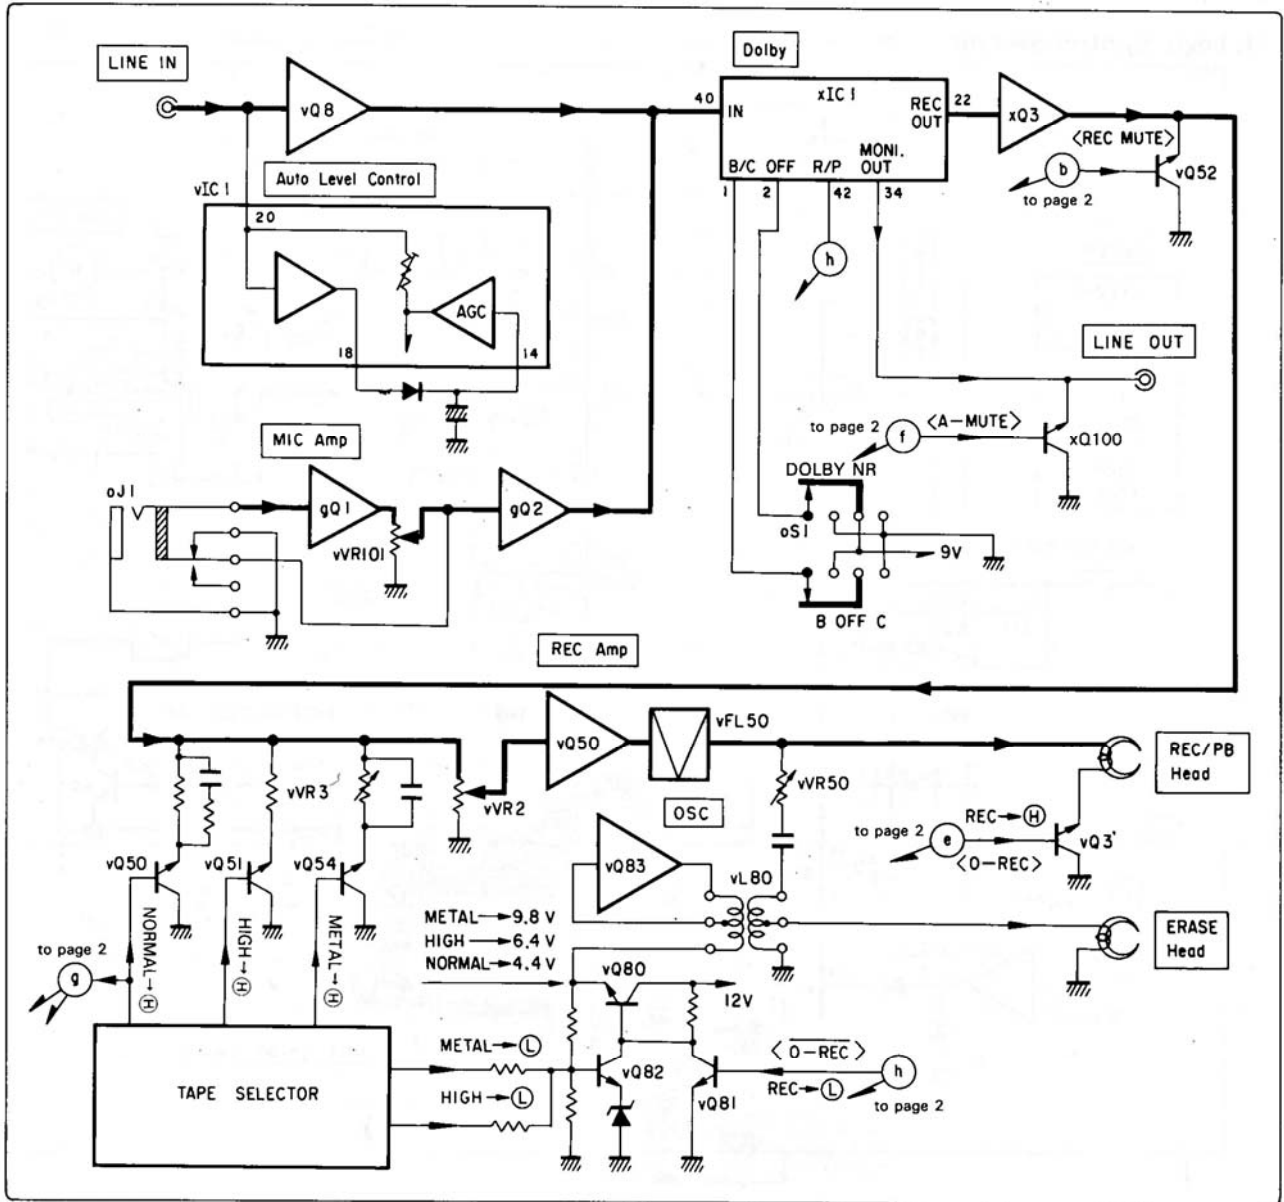 LINE IN
vQ8
Auto Level Control
vIC1
20
AGC
18
14
MIC Amp
oJ1
gQ1
vVR101
gQ2
Dolby
40
IN
xIC1
REC OUT
22
B/C
OFF
R/P
MONI. OUT
1
2
42
34
h
xQ3
<REC MUTE>
b
to page 2
vQ52
LINE OUT
to page 2
f
<A-MUTE>
xQ100
DOLBY NR
oS1
9V
B OFF C
REC Amp
vQ50
vFL50
vVR3
vVR2
OSC
vVR50
REC/PB Head
REC→H
to page 2
e
<O-REC>
vQ3'
vQ50
vQ51
vQ54
vQ83
vL80
ERASE Head
NORMAL→H
HIGH→H
METAL→H
to page 2
g
METAL→9.8 V
HIGH→6.4 V
NORMAL→4.4 V
vQ80
12V
TAPE SELECTOR
METAL→L
HIGH→L
vQ82
vQ81
<O-REC>
REC→L
h
to page 2